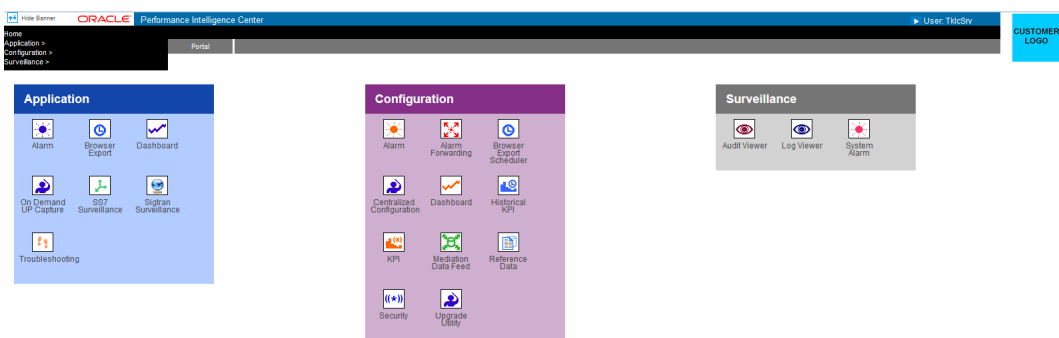 Hide Banner ORACLE Performance Intelligence Center User: TklcSrv
CUSTOMER
LOGO
Home
Application >
Configuration >
Surveillance >
Portal
Application
Alarm
Browser
Export
Dashboard
On Demand
UP Capture
SS7
Surveillance
Sigtran
Surveillance
Troubleshooting
Configuration
Alarm
Alarm
Forwarding
Browser
Export
Scheduler
Centralized
Configuration
Dashboard
Historical
KPI
KPI
Mediation
Data Feed
Reference
Data
Security
Upgrade
Utility
Surveillance
Audit Viewer
Log Viewer
System
Alarm